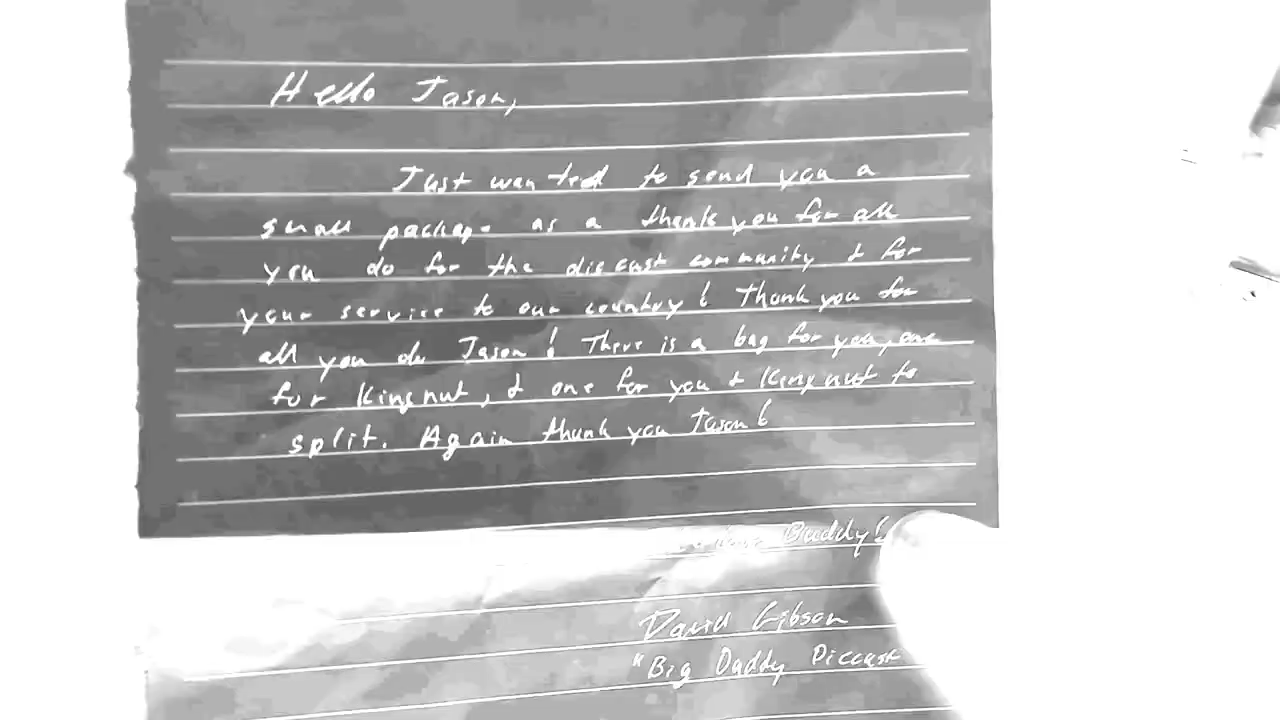 Hello Jason,
Just wanted to send you a
small package as a thank you for all
you do for the diecast community & for
your service to our country! Thank you for
all you do Jason! There is a bag for you, one
for Kingnut, & one for you & Kingnut to
split. Again thank you Jason!
Buddy!
David Gibson
"Big Daddy Diecast